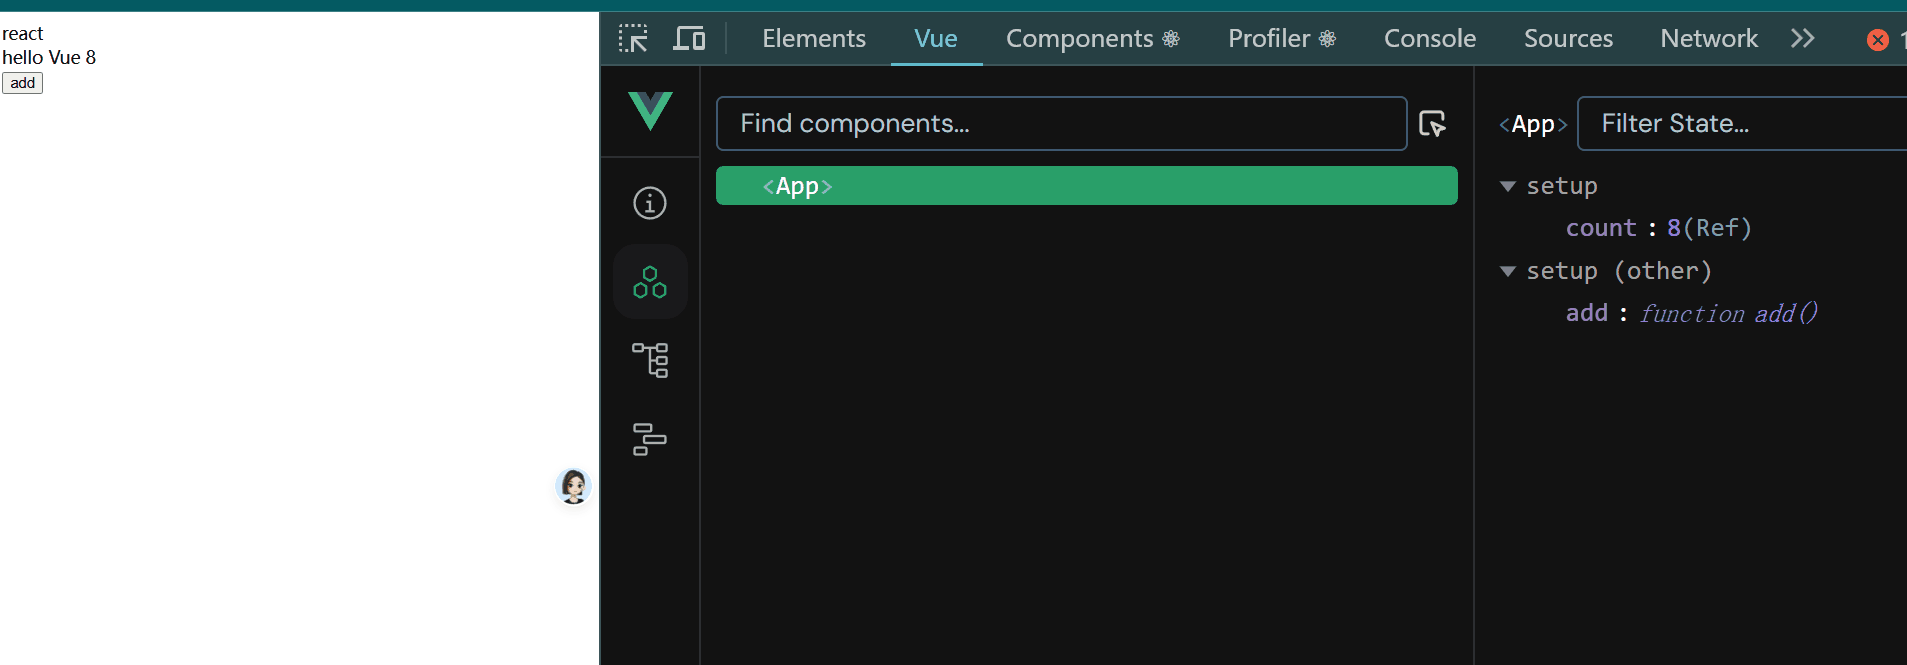 react
hello Vue 8
add
Elements Vue Components Profiler Console Sources Network
Find components...
<App>
<App> Filter State...
setup
count : 8(Ref)
setup (other)
add : function add()